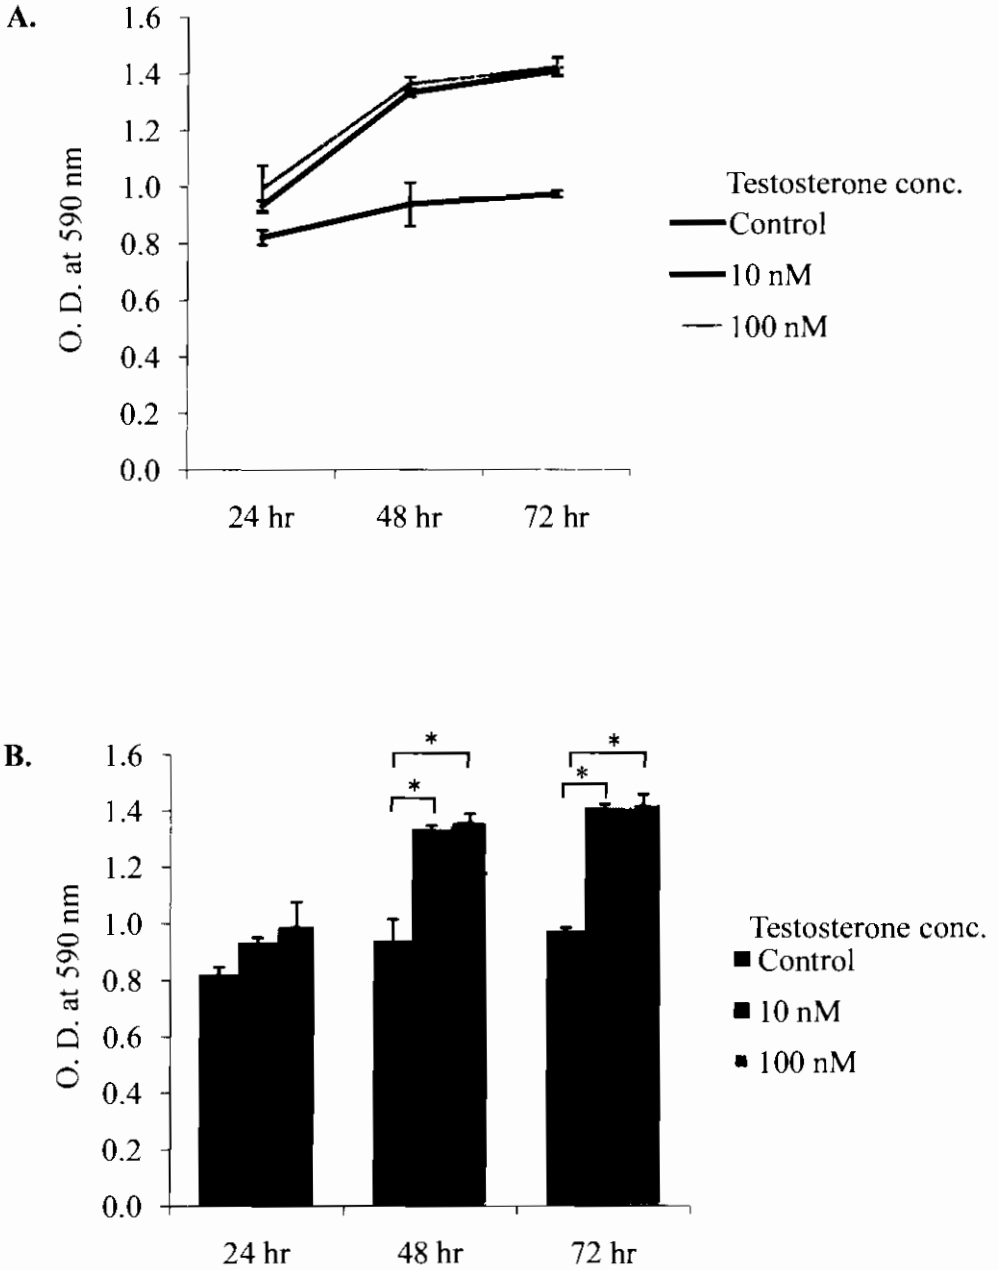 A.
1.6
1.4
1.2
1.0
0.8
0.6
0.4
0.2
0.0
O. D. at 590 nm
24 hr 48 hr 72 hr
Testosterone conc.
Control
10 nM
100 nM
B.
1.6
1.4
1.2
1.0
0.8
0.6
0.4
0.2
0.0
O. D. at 590 nm
* *
* *
24 hr 48 hr 72 hr
Testosterone conc.
Control
10 nM
100 nM